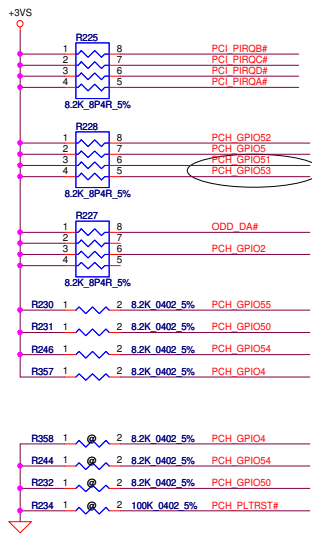 +3VS
R225
1 8 PCI_PIRQB#
2 7 PCI_PIRQC#
3 6 PCI_PIRQD#
4 5 PCI_PIRQA#
8.2K_8P4R_5%
R228
1 8 PCH_GPIO52
2 7 PCH_GPIO5
3 6 PCH_GPIO51
4 5 PCH_GPIO53
8.2K_8P4R_5%
R227
1 8 ODD_DA#
2 7
3 6 PCH_GPIO2
4 5
8.2K_8P4R_5%
R230 1 2 8.2K_0402_5% PCH_GPIO55
R231 1 2 8.2K_0402_5% PCH_GPIO50
R246 1 2 8.2K_0402_5% PCH_GPIO54
R357 1 2 8.2K_0402_5% PCH_GPIO4
R358 1 @ 2 8.2K_0402_5% PCH_GPIO4
R244 1 @ 2 8.2K_0402_5% PCH_GPIO54
R232 1 @ 2 8.2K_0402_5% PCH_GPIO50
R234 1 @ 2 100K_0402_5% PCH_PLTRST#